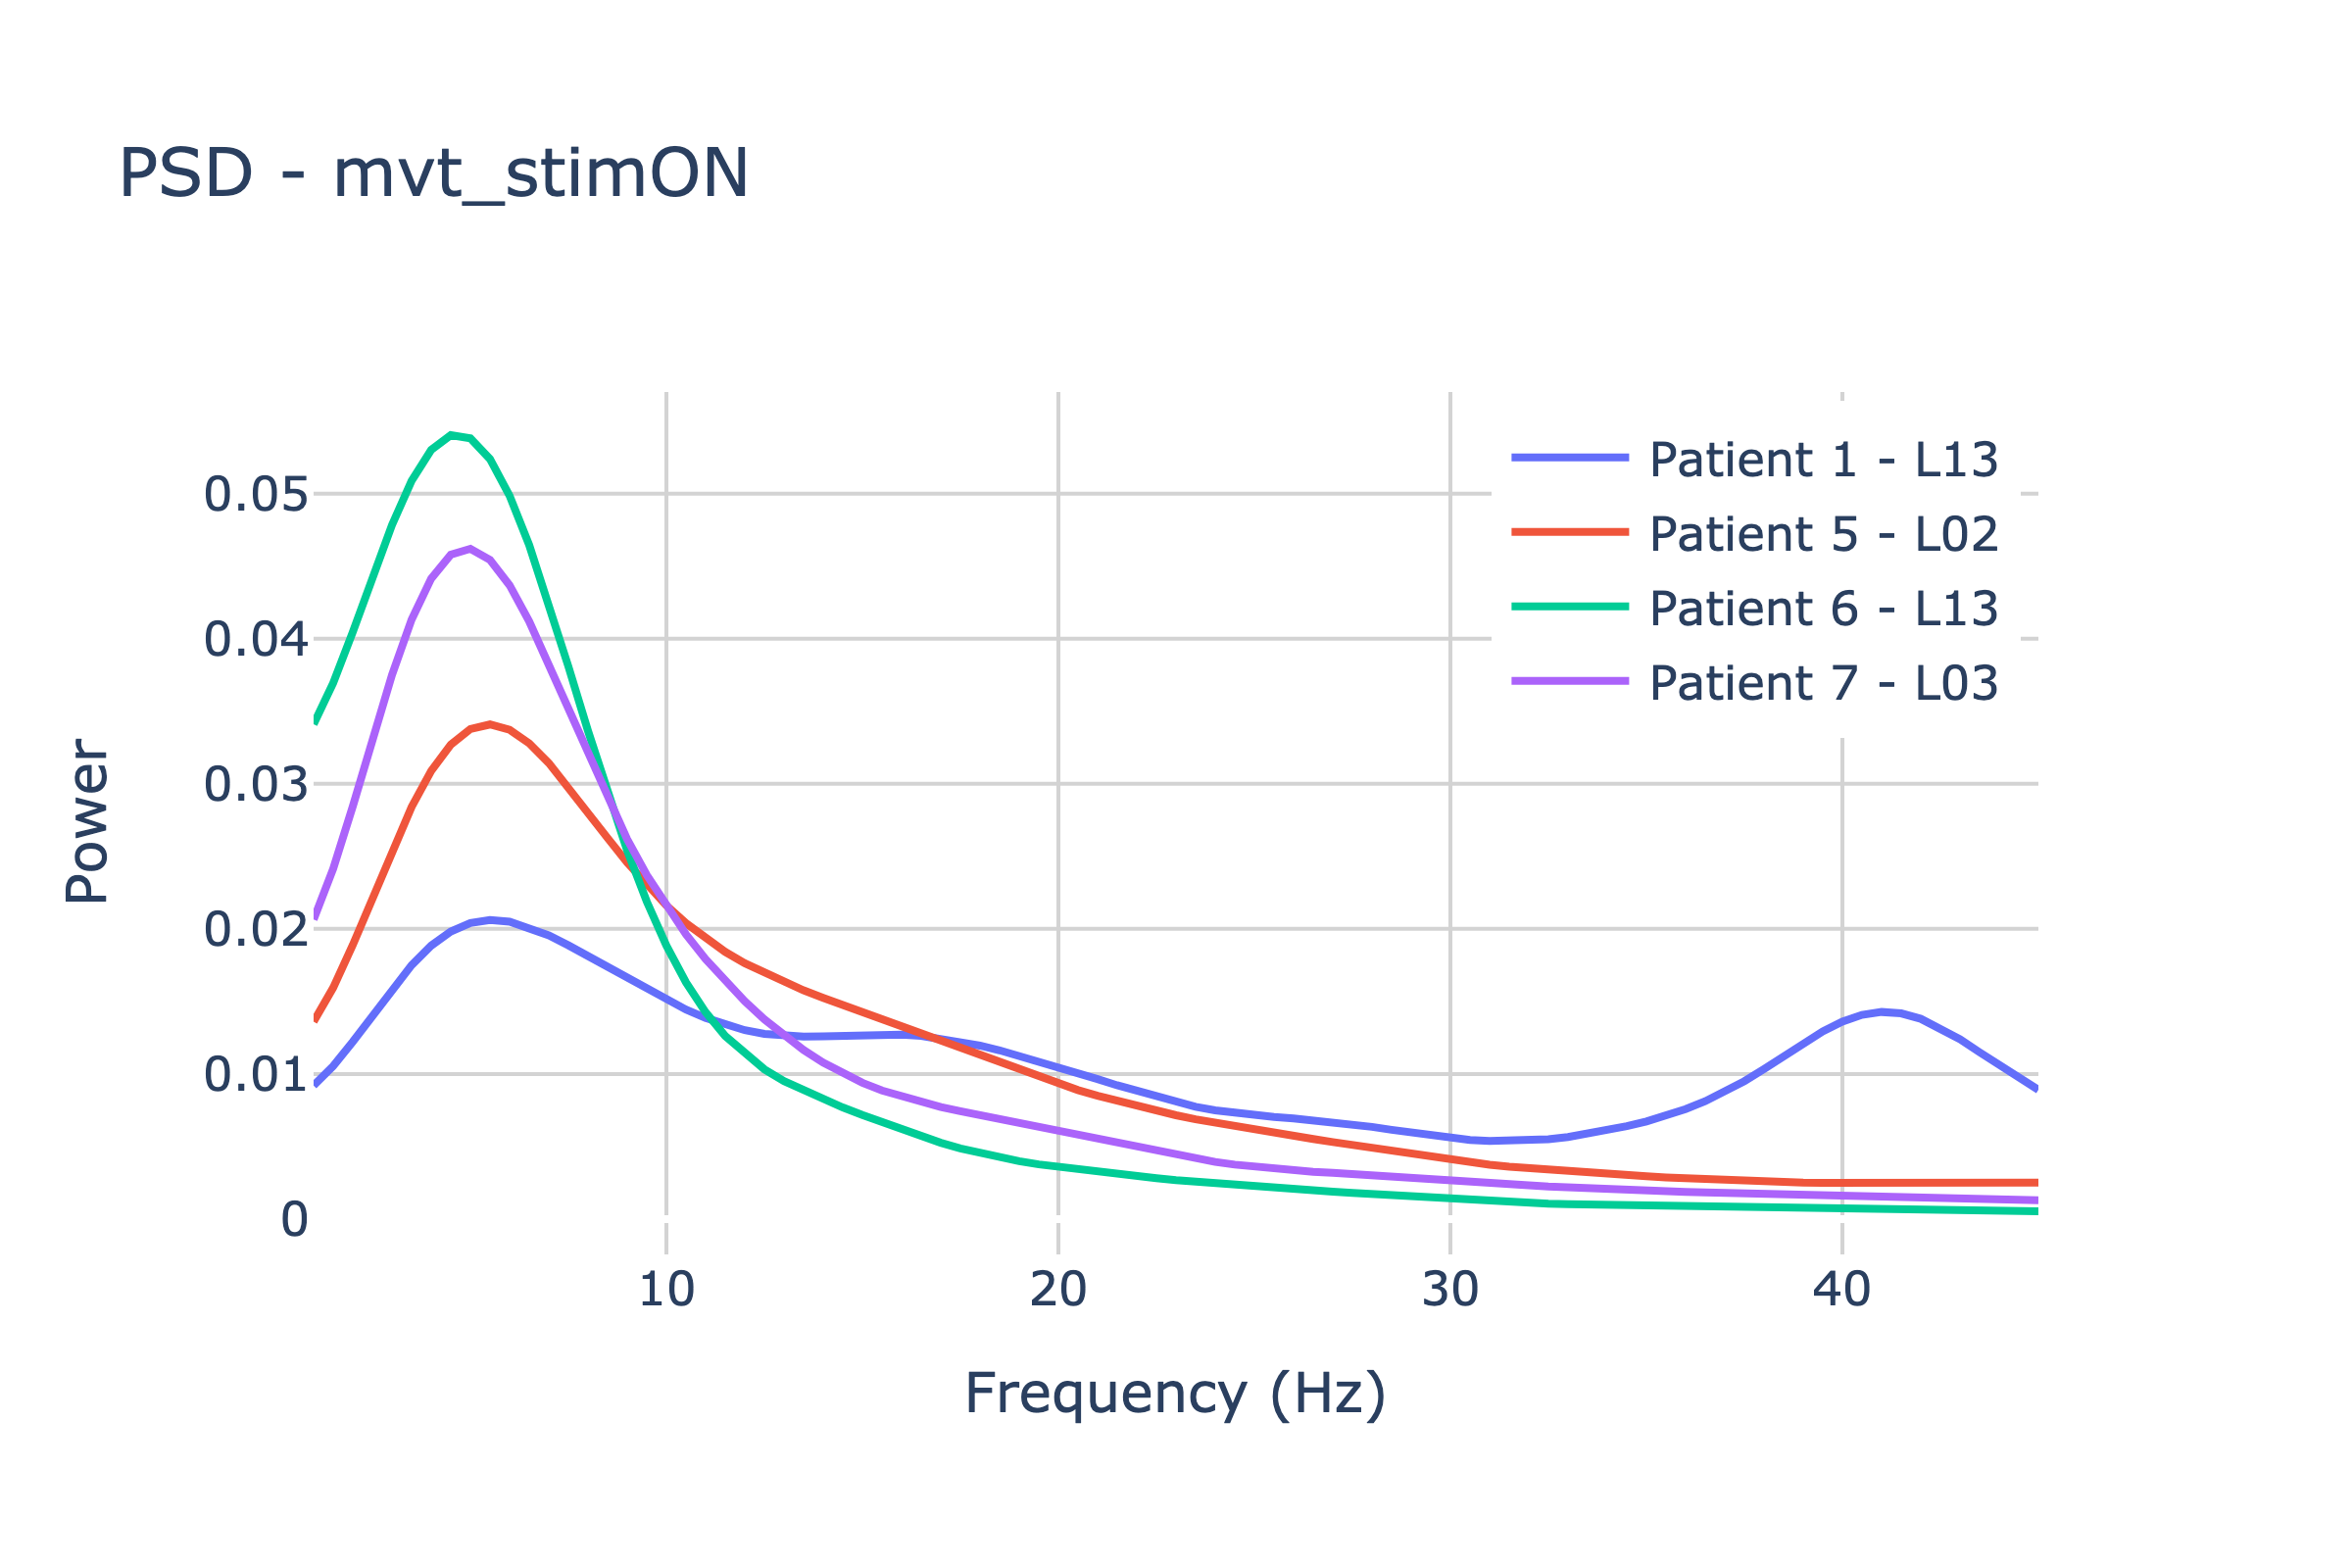 PSD - mvt_stimON
Patient 1 - L13
Patient 5 - L02
Patient 6 - L13
Patient 7 - L03
Power
0.05
0.04
0.03
0.02
0.01
0
10 20 30 40
Frequency (Hz)